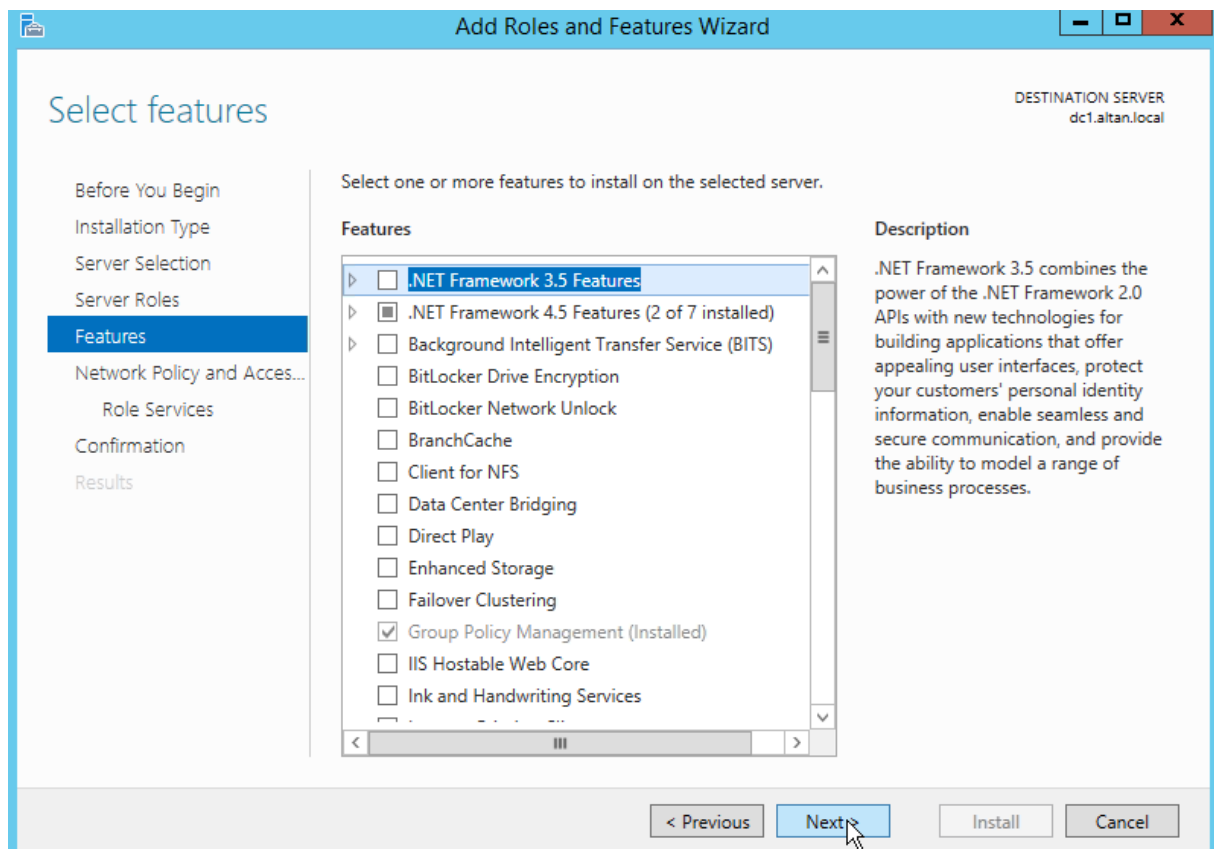 Add Roles and Features Wizard
Select features
DESTINATION SERVER
dc1.altan.local
Before You Begin
Installation Type
Server Selection
Server Roles
Features
Network Policy and Acces...
Role Services
Confirmation
Results
Select one or more features to install on the selected server.
Features
.NET Framework 3.5 Features
.NET Framework 4.5 Features (2 of 7 installed)
Background Intelligent Transfer Service (BITS)
BitLocker Drive Encryption
BitLocker Network Unlock
BranchCache
Client for NFS
Data Center Bridging
Direct Play
Enhanced Storage
Failover Clustering
Group Policy Management (Installed)
IIS Hostable Web Core
Ink and Handwriting Services
Description
.NET Framework 3.5 combines the
power of the .NET Framework 2.0
APIs with new technologies for
building applications that offer
appealing user interfaces, protect
your customers' personal identity
information, enable seamless and
secure communication, and provide
the ability to model a range of
business processes.
< Previous
Next >
Install
Cancel